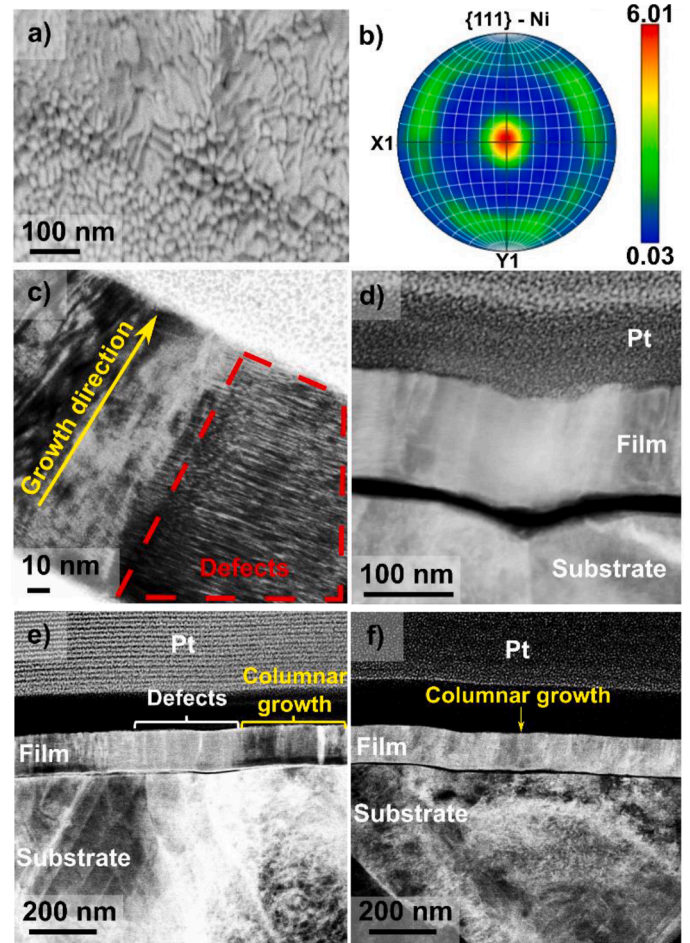 a)
100 nm
b)
{111} - Ni
6.01
X1
Y1
0.03
c)
Growth direction
Defects
10 nm
d)
Pt
Film
Substrate
100 nm
e)
Pt
Defects
Columnar
growth
Film
Substrate
200 nm
f)
Pt
Columnar growth
Film
Substrate
200 nm